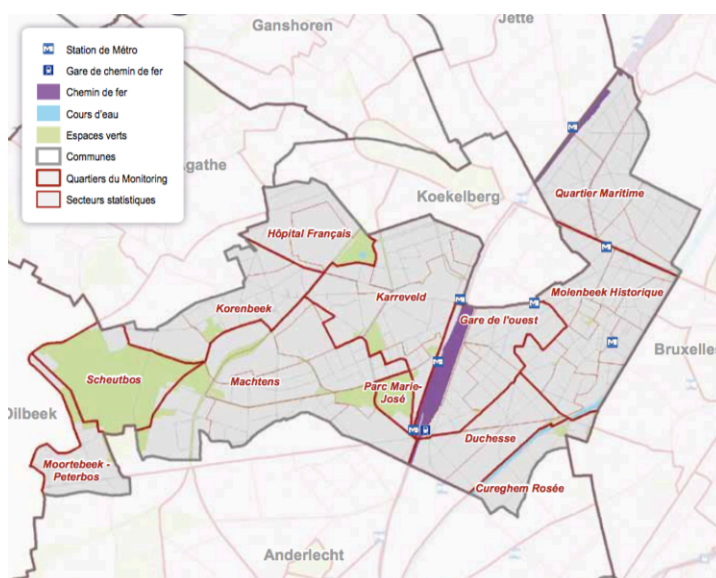 Ganshoren
Jette
Station de Métro
Gare de chemin de fer
Chemin de fer
Cours d'eau
Espaces verts
Communes
Quartiers du Monitoring
Secteurs statistiques
Agathe
Koekelberg
Quartier Maritime
Hôpital Français
Molenbeek Historique
Korenbeek
Karreveld
Gare de l'ouest
Bruxelles
Scheutbos
Machtens
Parc Marie-
José
Dilbeek
Duchesse
Moortebeek -
Peterbos
Cureghem Rosée
Anderlecht